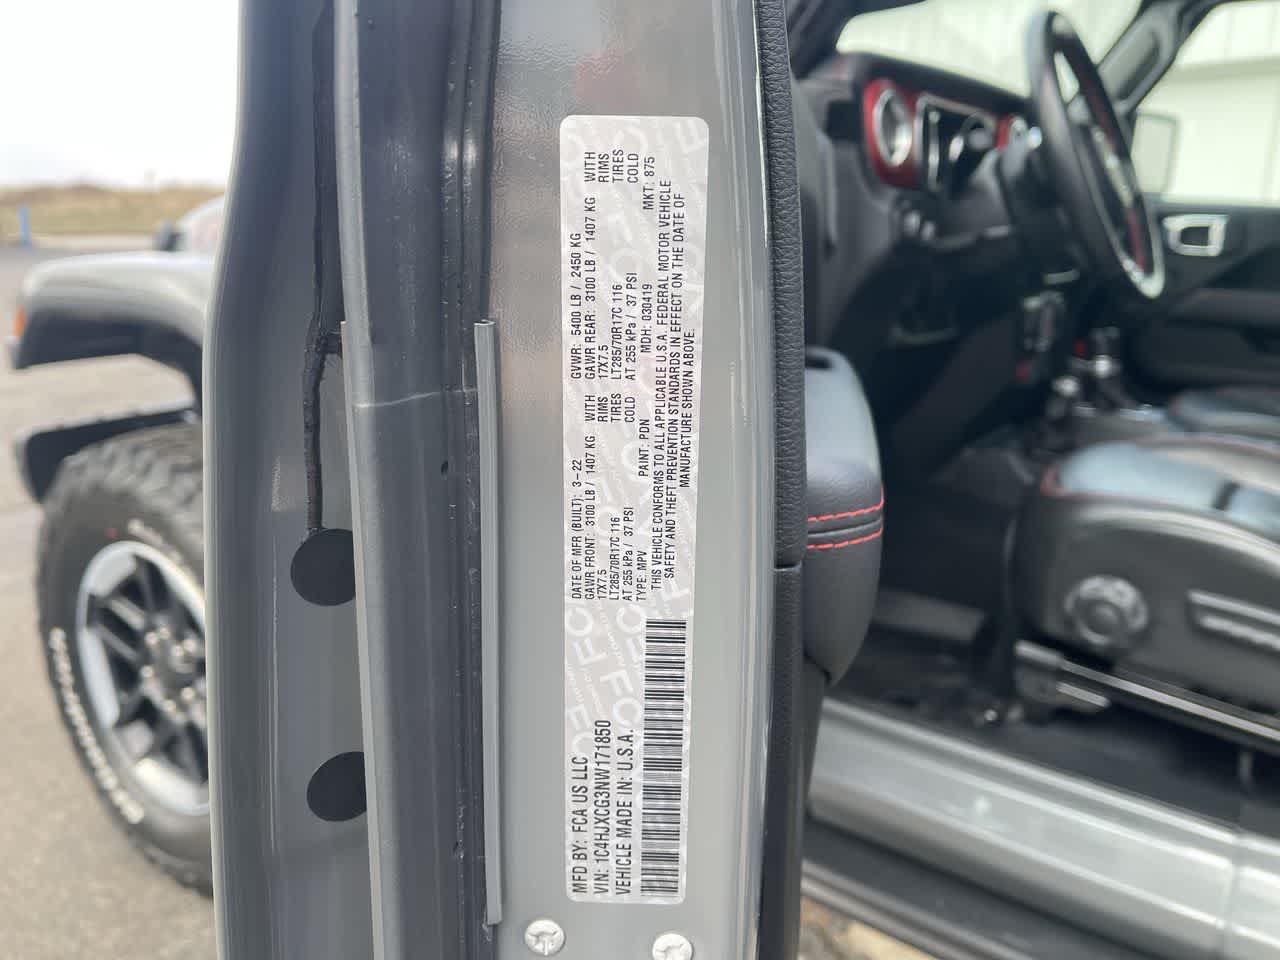 MFD BY: FCA US LLC
VIN: 1C4HJXCG3NW171850
VEHICLE MADE IN: U.S.A.
DATE OF MFR (BUILT): 3-22 GVWR: 5400 LB / 2450 KG
GAWR FRONT: 3100 LB / 1407 KG WITH GAWR REAR: 3100 LB / 1407 KG WITH
17X7.5 RIMS 17X7.5 RIMS
LT285/70R17C 116 TIRES LT285/70R17C 116 TIRES
AT 255 kPa / 37 PSI COLD AT 255 kPa / 37 PSI COLD
TYPE: MPV PAINT: PDN MDH: 030419 MKT: 875
THIS VEHICLE CONFORMS TO ALL APPLICABLE U.S.A. FEDERAL MOTOR VEHICLE
SAFETY AND THEFT PREVENTION STANDARDS IN EFFECT ON THE DATE OF
MANUFACTURE SHOWN ABOVE.